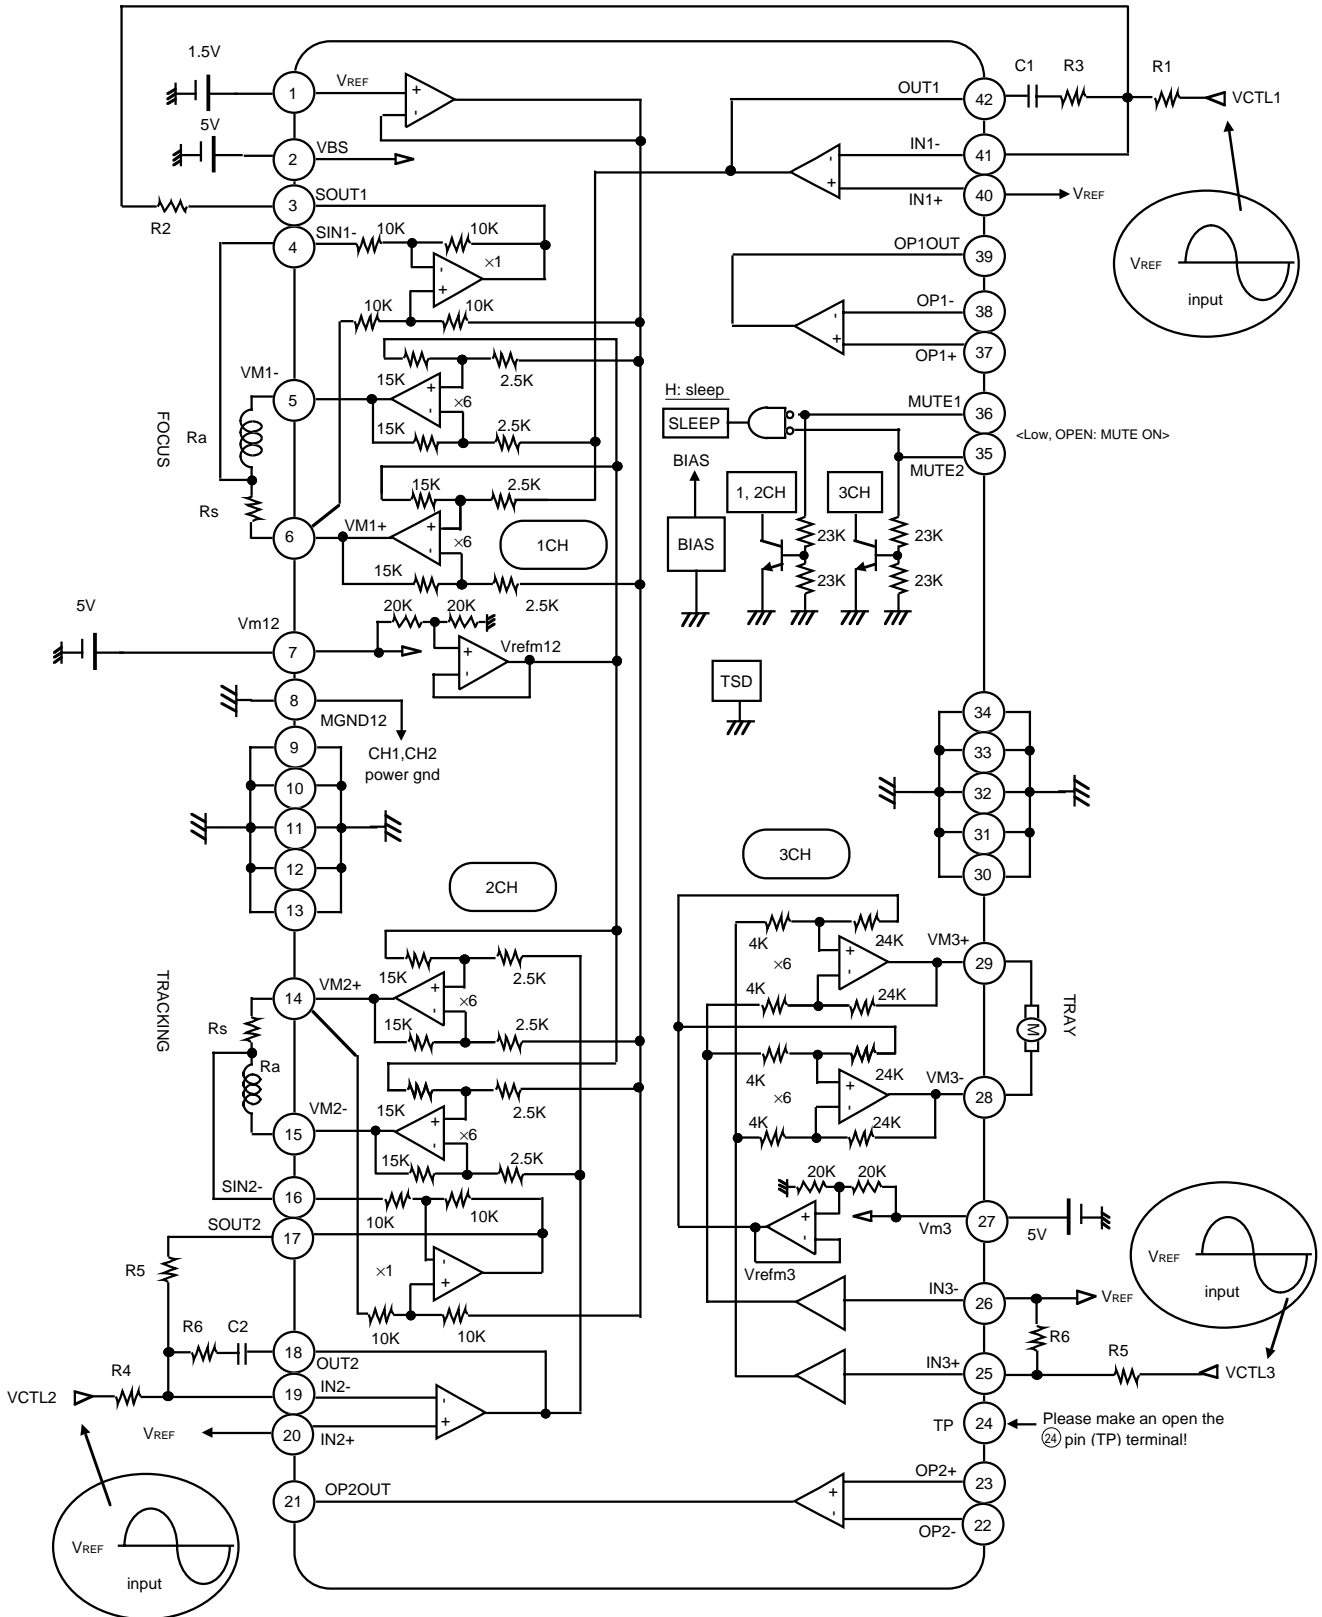 1.5V
1
VREF
5V
2
VBS
3
SOUT1
R2
4
SIN1-
10K
10K
×1
10K
10K
VM1-
5
15K
2.5K
×6
15K
2.5K
FOCUS
Ra
Rs
6
VM1+
15K
2.5K
×6
15K
2.5K
1CH
5V
Vm12
7
20K
20K
Vrefm12
8
MGND12
CH1,CH2
power gnd
9
10
11
12
13
2CH
TRACKING
14
VM2+
15K
2.5K
×6
15K
2.5K
Rs
Ra
15
VM2-
15K
2.5K
×6
15K
2.5K
SIN2-
16
10K
10K
SOUT2
17
×1
10K
10K
R5
R6
C2
18
OUT2
R4
VCTL2
19
IN2-
VREF
20
IN2+
21
OP2OUT
VREF
input
OUT1
42
C1
R3
R1
VCTL1
IN1-
41
IN1+
40
VREF
VREF
input
OP1OUT
39
OP1-
38
OP1+
37
H: sleep
SLEEP
MUTE1
36
<Low, OPEN: MUTE ON>
35
MUTE2
BIAS
BIAS
1, 2CH
3CH
23K
23K
23K
23K
TSD
34
33
32
31
30
3CH
4K
24K
×6
4K
24K
VM3+
29
TRAY
M
4K
24K
×6
4K
24K
VM3-
28
20K
20K
Vm3
27
5V
Vrefm3
VREF
input
IN3-
26
VREF
R6
IN3+
25
R5
VCTL3
TP
24
Please make an open the
24 pin (TP) terminal!
OP2+
23
OP2-
22